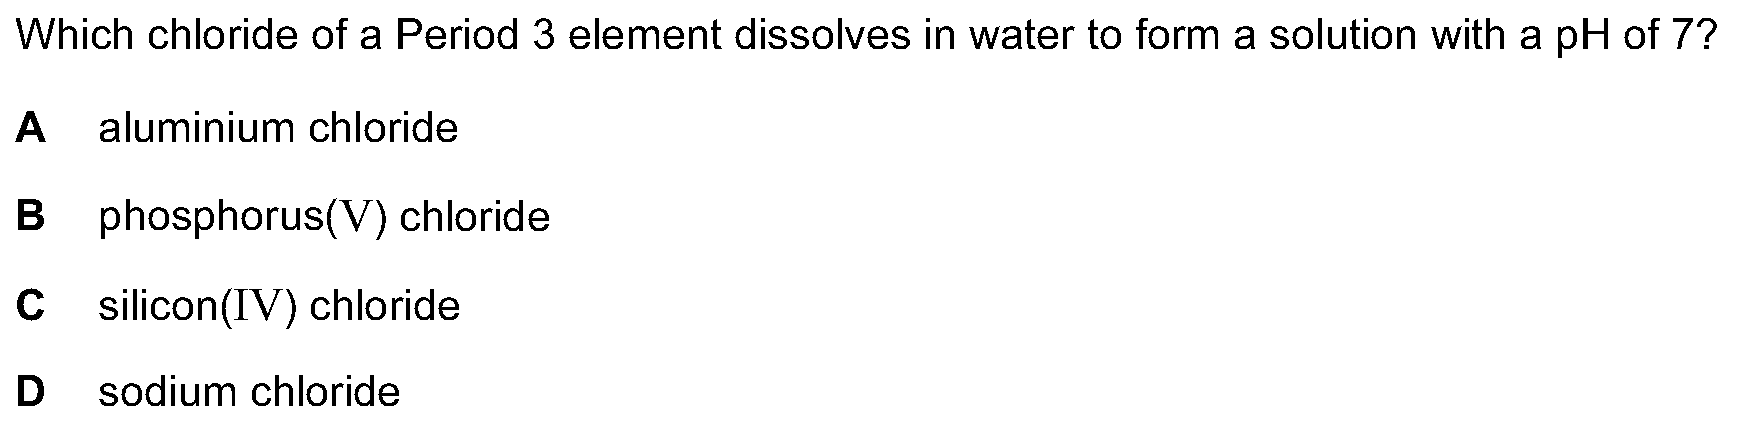 Which chloride of a Period 3 element dissolves in water to form a solution with a pH of 7?
A aluminium chloride
B phosphorus(V) chloride
C silicon(IV) chloride
D sodium chloride